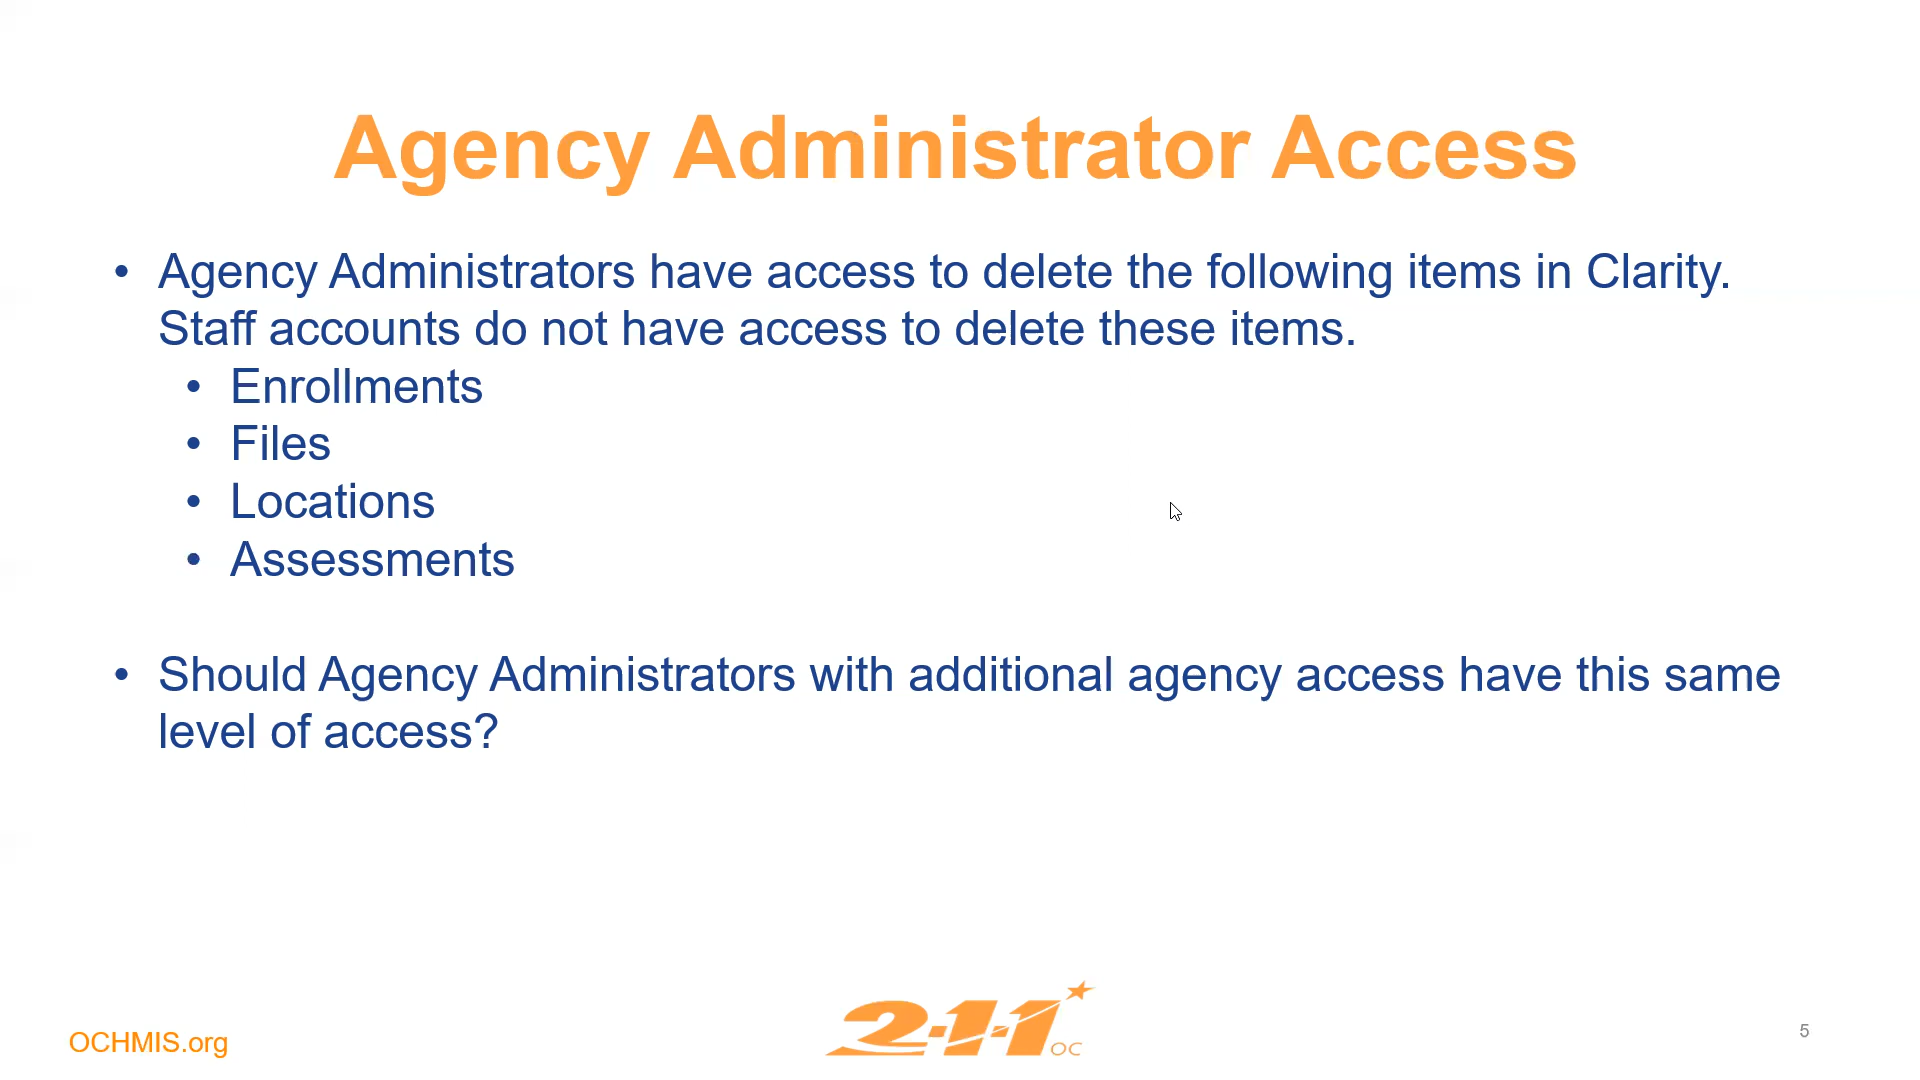 Agency Administrator Access
• Agency Administrators have access to delete the following items in Clarity.
Staff accounts do not have access to delete these items.
• Enrollments
• Files
• Locations
• Assessments
• Should Agency Administrators with additional agency access have this same
level of access?
OCHMIS.org
2-1-1 OC
5